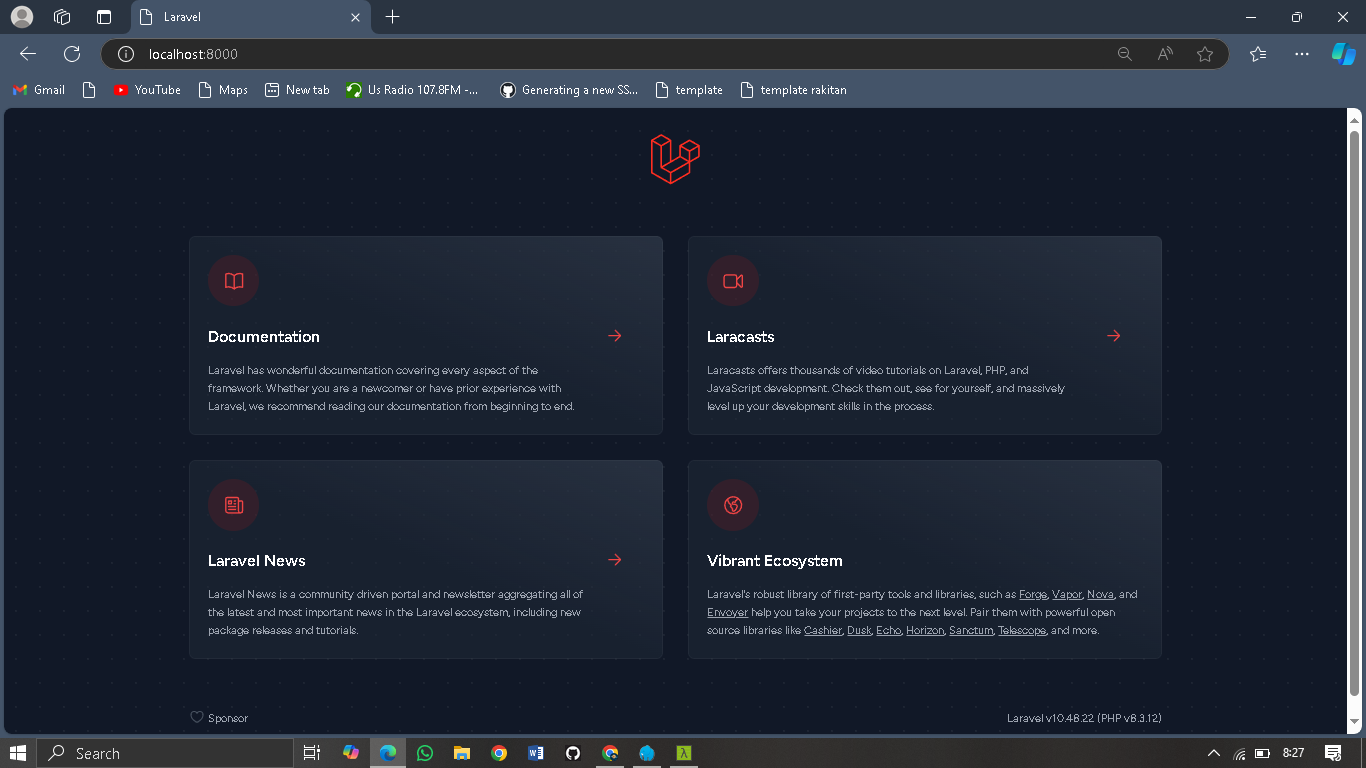 Laravel
localhost:8000
Gmail
YouTube
Maps
New tab
Us Radio 107.8FM -...
Generating a new SS...
template
template rakitan
Documentation
Laravel has wonderful documentation covering every aspect of the
framework. Whether you are a newcomer or have prior experience with
Laravel, we recommend reading our documentation from beginning to end.
Laracasts
Laracasts offers thousands of video tutorials on Laravel, PHP, and
JavaScript development. Check them out, see for yourself, and massively
level up your development skills in the process.
Laravel News
Laravel News is a community driven portal and newsletter aggregating all of
the latest and most important news in the Laravel ecosystem, including new
package releases and tutorials.
Vibrant Ecosystem
Laravel's robust library of first-party tools and libraries, such as Forge, Vapor, Nova, and
Envoyer help you take your projects to the next level. Pair them with powerful open
source libraries like Cashier, Dusk, Echo, Horizon, Sanctum, Telescope, and more.
Sponsor
Laravel v10.48.22 (PHP v8.3.12)
Search
8:27